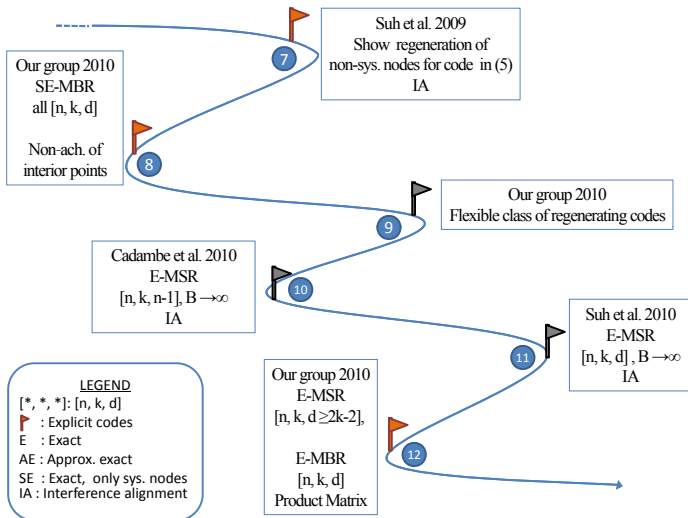 7
Suh et al. 2009
Show regeneration of
non-sys. nodes for code in (5)
IA
Our group 2010
SE-MBR
all [n, k, d]
Non-ach. of
interior points
8
9
Our group 2010
Flexible class of regenerating codes
Cadambe et al. 2010
E-MSR
[n, k, n-1], B →∞
IA
10
11
Suh et al. 2010
E-MSR
[n, k, d] , B →∞
IA
Our group 2010
E-MSR
[n, k, d ≥2k-2],
E-MBR
[n, k, d]
Product Matrix
12
LEGEND
[*, *, *]: [n, k, d]
: Explicit codes
E : Exact
AE : Approx. exact
SE : Exact, only sys. nodes
IA : Interference alignment